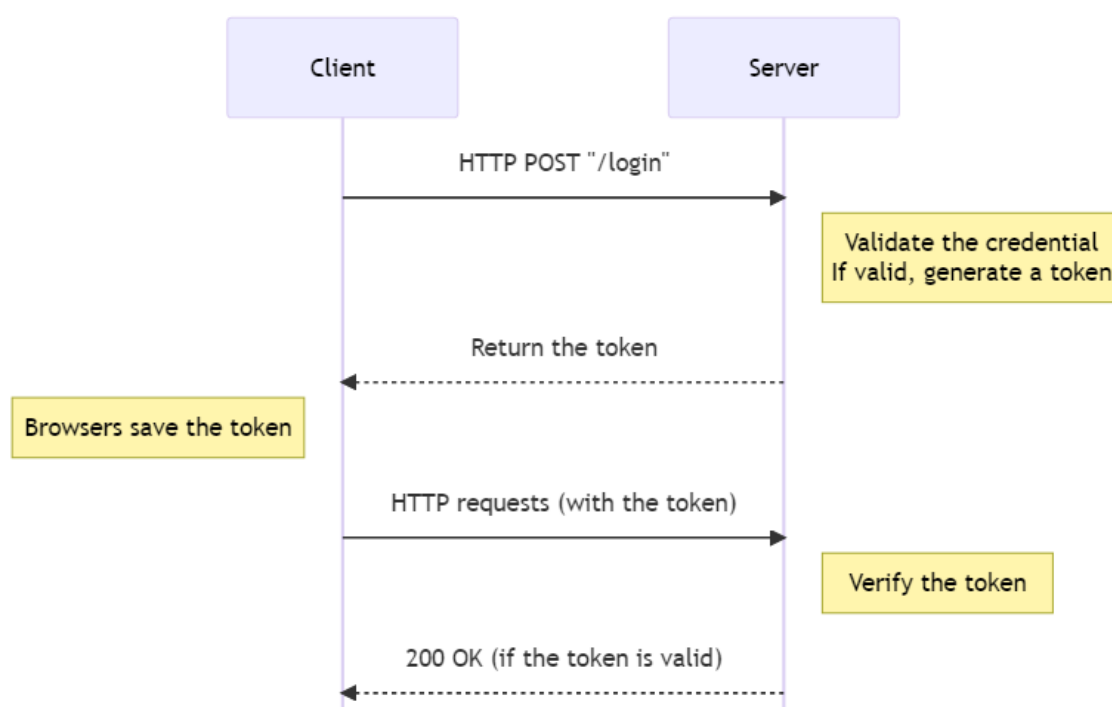 Client
Server
HTTP POST "/login"
Validate the credential
If valid, generate a token
Return the token
Browsers save the token
HTTP requests (with the token)
Verify the token
200 OK (if the token is valid)